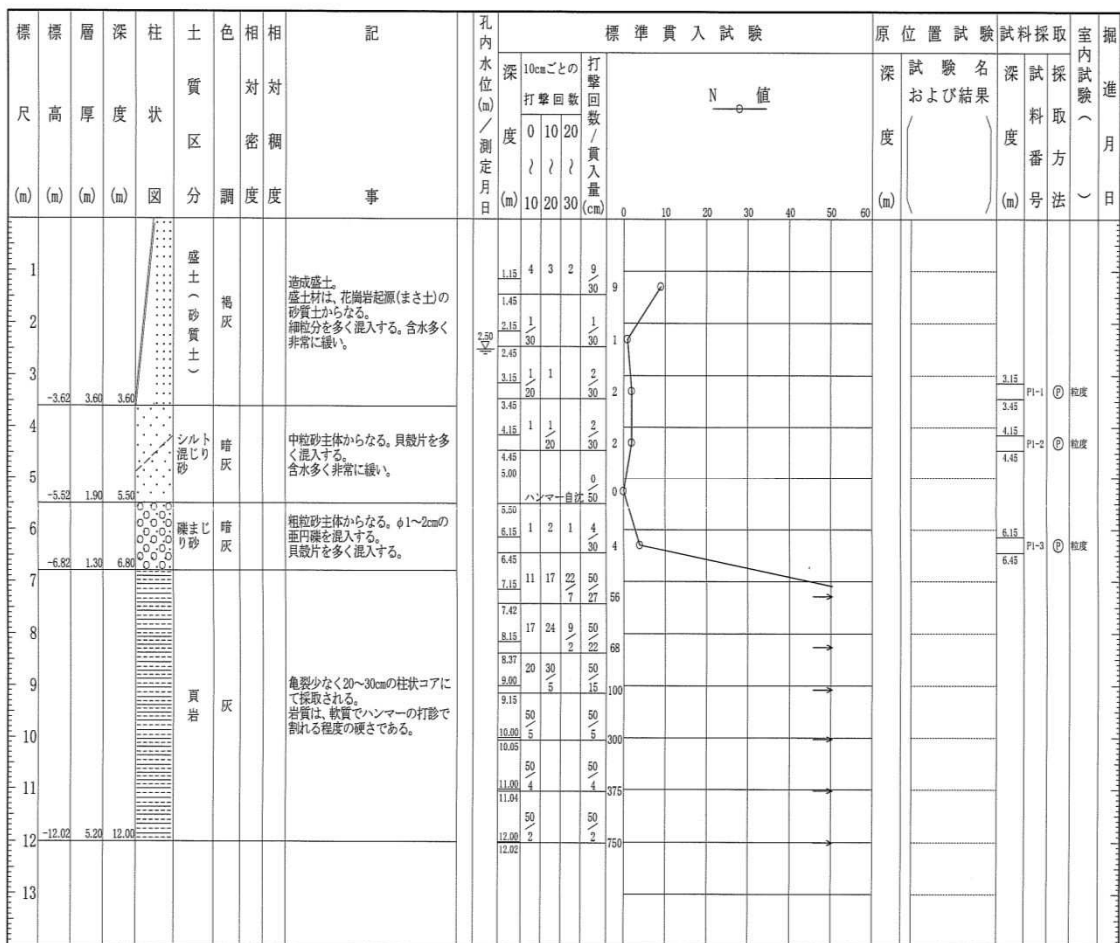 標尺(m)
標高(m)
層厚(m)
深度(m)
柱状図
土質区分
色調
相対密度
相対稠度
記事
孔内水位(m)/測定月日
標準貫入試験
深度(m)
10cmごとの
打撃回数
0 10 20
~ ~ ~
10 20 30
打撃回数/貫入量(cm)
N 値
0 10 20 30 40 50 60
原位置試験
深度(m)
試験名
および結果
試料採取
深度(m)
試料番号
採取方法
室内試験( )
掘進月日
1
2
3
4
5
6
7
8
9
10
11
12
13
-3.62 3.60 3.60
盛土(砂質土)
褐灰
造成盛土。
盛土材は、花崗岩起源(まさ土)の
砂質土からなる。
細粒分を多く混入する。含水多く
非常に緩い。
-5.52 1.90 5.50
シルト
混じり
砂
暗灰
中粒砂主体からなる。貝殻片を多
く混入する。
含水多く非常に緩い。
-6.82 1.30 6.80
礫まじ
り砂
暗灰
粗粒砂主体からなる。φ1~2cmの
亜円礫を混入する。
貝殻片を多く混入する。
-12.02 5.20 12.00
頁岩
灰
亀裂少なく20~30cmの柱状コアに
て採取される。
岩質は、軟質でハンマーの打診で
割れる程度の硬さである。
2.50
1.15 4 3 2 9/30 9
1.45
2.15 1/30 1/30 1
2.45
3.15 1/20 1 2/30 2
3.45
4.15 1 1/20 2/30 2
4.45
5.00
ハンマー自沈 0/50 0
5.50
6.15 1 2 1 4/30 4
6.45
7.15 11 17 22/7 50/27 56
7.42
8.15 17 24 9/2 50/22 68
8.37
9.00 20 30/5 50/15 100
9.15
10.00 50/5 50/5 300
10.05
11.00 50/4 50/4 375
11.04
12.00 50/2 50/2 750
12.02
3.15
P1-1 Ⓟ 粒度
3.45
4.15
P1-2 Ⓟ 粒度
4.45
6.15
P1-3 Ⓟ 粒度
6.45